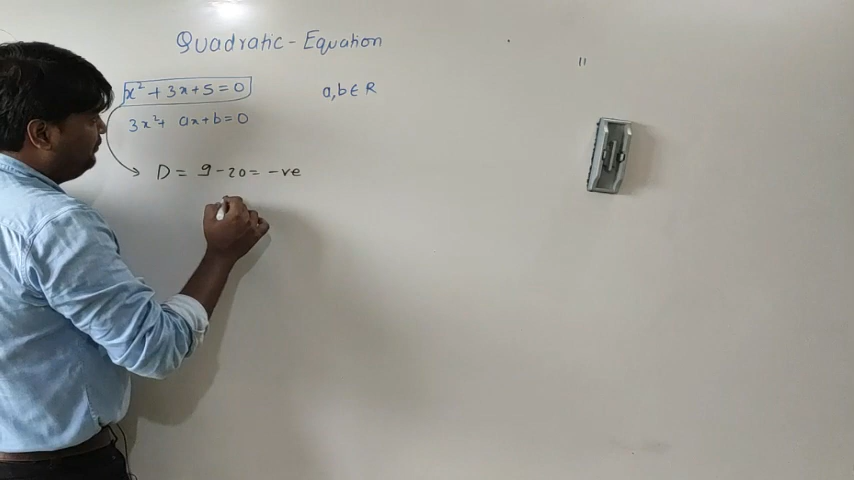 Quadratic - Equation
x² + 3x + 5 = 0
a, b ∈ R
3x² + ax + b = 0
D = 9 - 20 = -ve